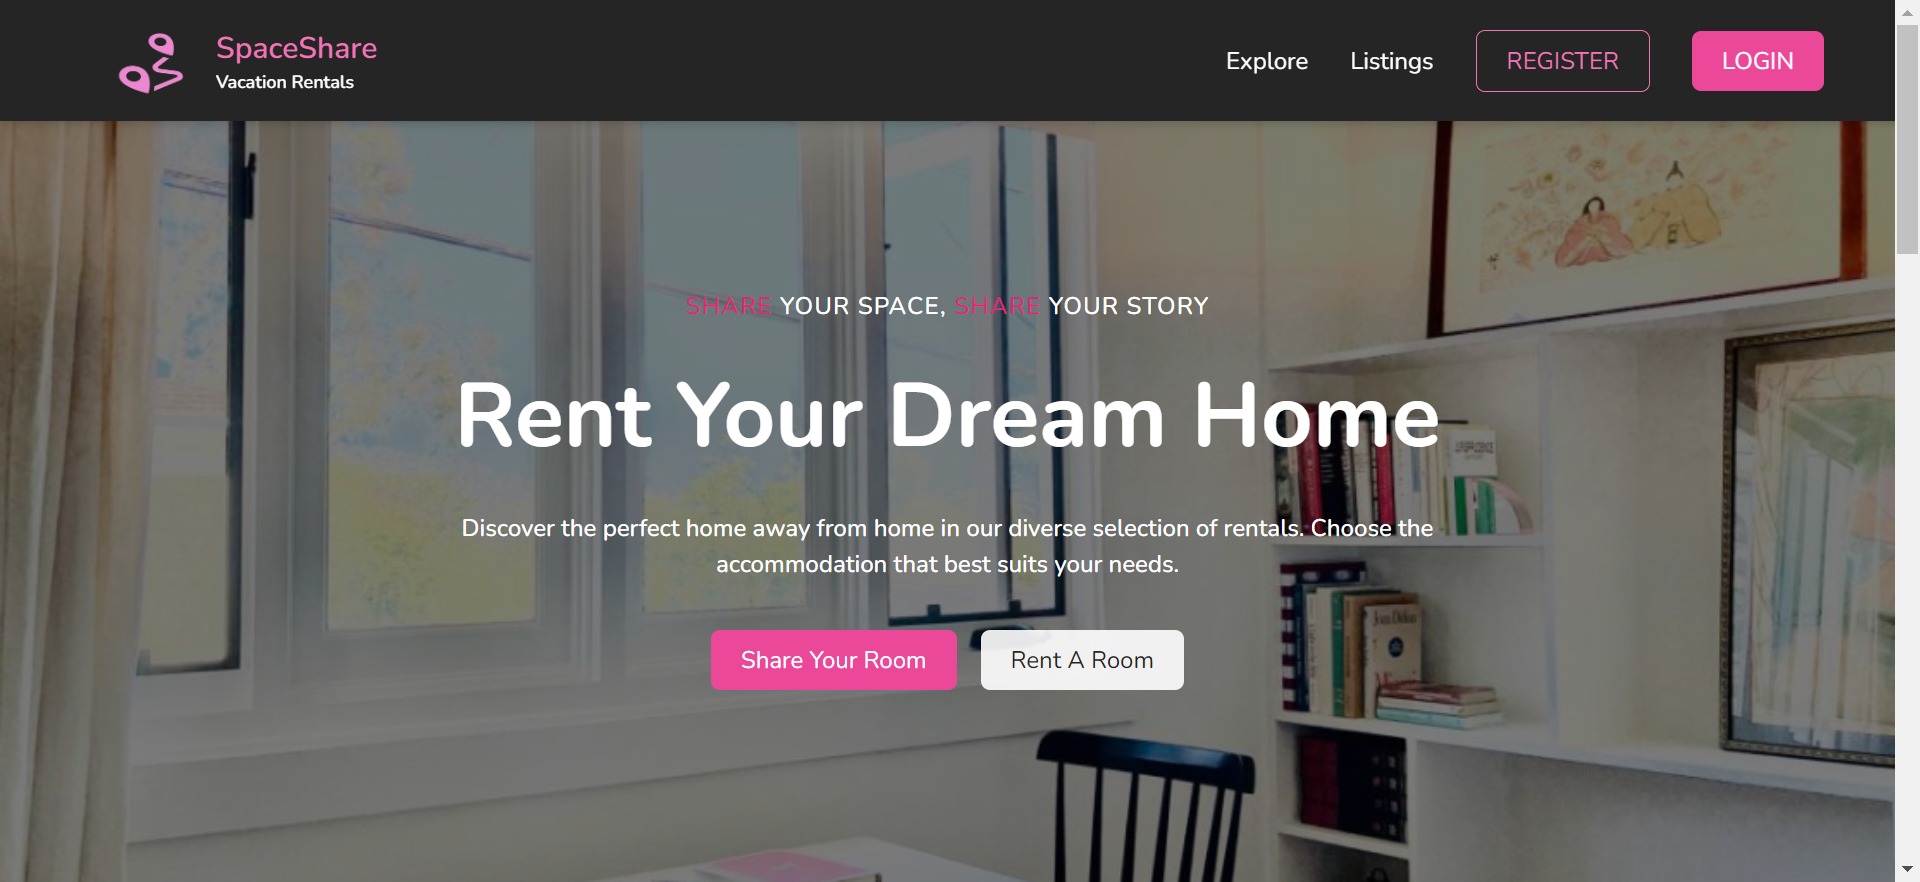 SpaceShare
Vacation Rentals
Explore
Listings
REGISTER
LOGIN
SHARE YOUR SPACE, SHARE YOUR STORY
Rent Your Dream Home
Discover the perfect home away from home in our diverse selection of rentals. Choose the
accommodation that best suits your needs.
Share Your Room
Rent A Room